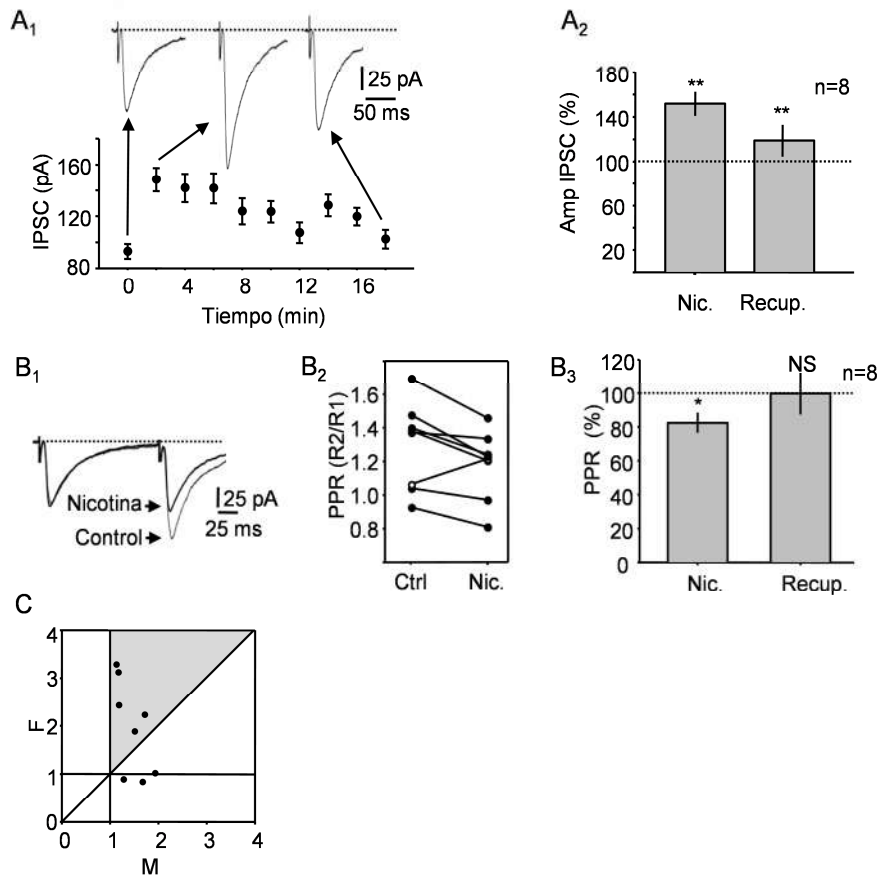 A1
25 pA
50 ms
IPSC (pA)
160
120
80
0
4
8
12
16
Tiempo (min)
A2
Amp IPSC (%)
180
140
100
60
20
**
**
n=8
Nic.
Recup.
B1
Nicotina
Control
25 pA
25 ms
B2
PPR (R2/R1)
1.6
1.4
1.2
1.0
0.8
Ctrl
Nic.
B3
PPR (%)
120
100
80
60
40
20
0
*
NS
n=8
Nic.
Recup.
C
F
4
3
2
1
0
0
1
2
3
4
M